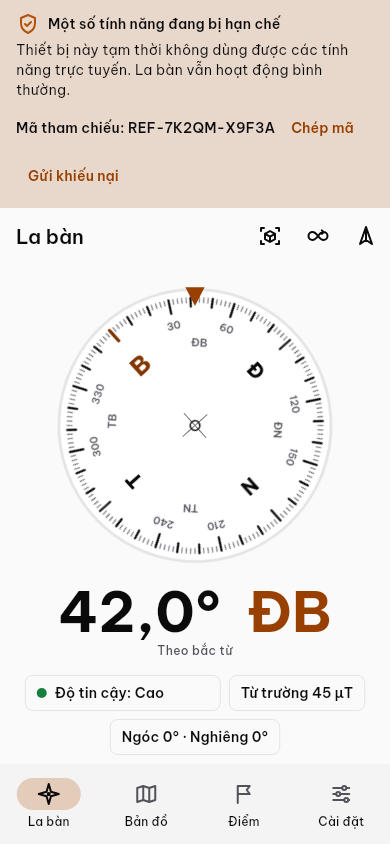 Một số tính năng đang bị hạn chế
Thiết bị này tạm thời không dùng được các tính
năng trực tuyến. La bàn vẫn hoạt động bình
thường.
Mã tham chiếu: REF-7K2QM-X9F3A Chép mã
Gửi khiếu nại
La bàn
30
ĐB
60
B
Đ
330
120
TB
ĐN
300
150
T
N
TN
240
210
42,0° ĐB
Theo bắc từ
Độ tin cậy: Cao
Từ trường 45 µT
Ngóc 0° · Nghiêng 0°
La bàn
Bản đồ
Điểm
Cài đặt